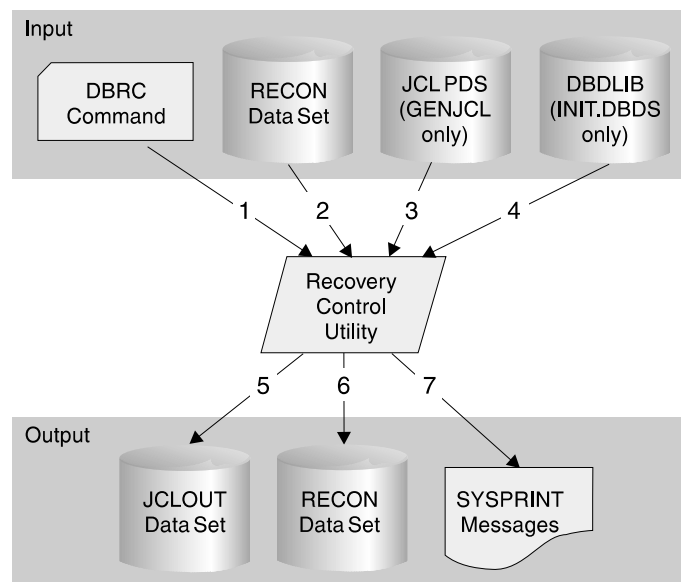 Input
DBRC
Command
RECON
Data Set
JCL PDS
(GENJCL
only)
DBDLIB
(INIT.DBDS
only)
1
2
3
4
Recovery
Control
Utility
5
6
7
Output
JCLOUT
Data Set
RECON
Data Set
SYSPRINT
Messages